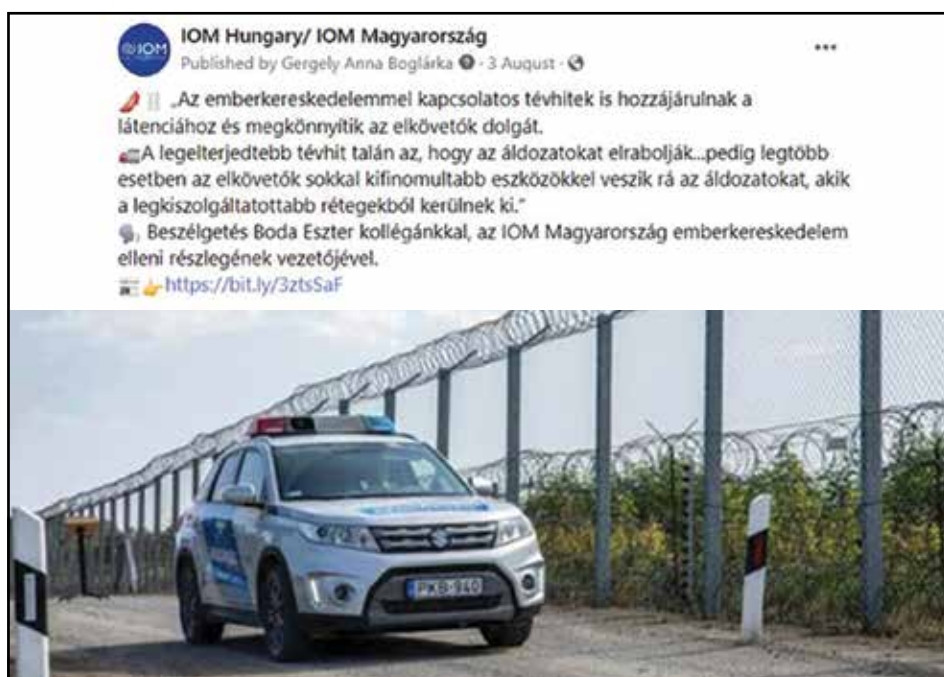 IOM
IOM Hungary/ IOM Magyarország
Published by Gergely Anna Boglárka · 3 August ·
„Az emberkereskedelemmel kapcsolatos tévhitek is hozzájárulnak a
látenciához és megkönnyítik az elkövetők dolgát.
A legelterjedtebb tévhit talán az, hogy az áldozatokat elrabolják...pedig legtöbb
esetben az elkövetők sokkal kifinomultabb eszközökkel veszik rá az áldozatokat, akik
a legkiszolgáltatottabb rétegekből kerülnek ki."
Beszélgetés Boda Eszter kollégánkkal, az IOM Magyarország emberkereskedelem
elleni részlegének vezetőjével.
https://bit.ly/3ztsSaF
PKB-940